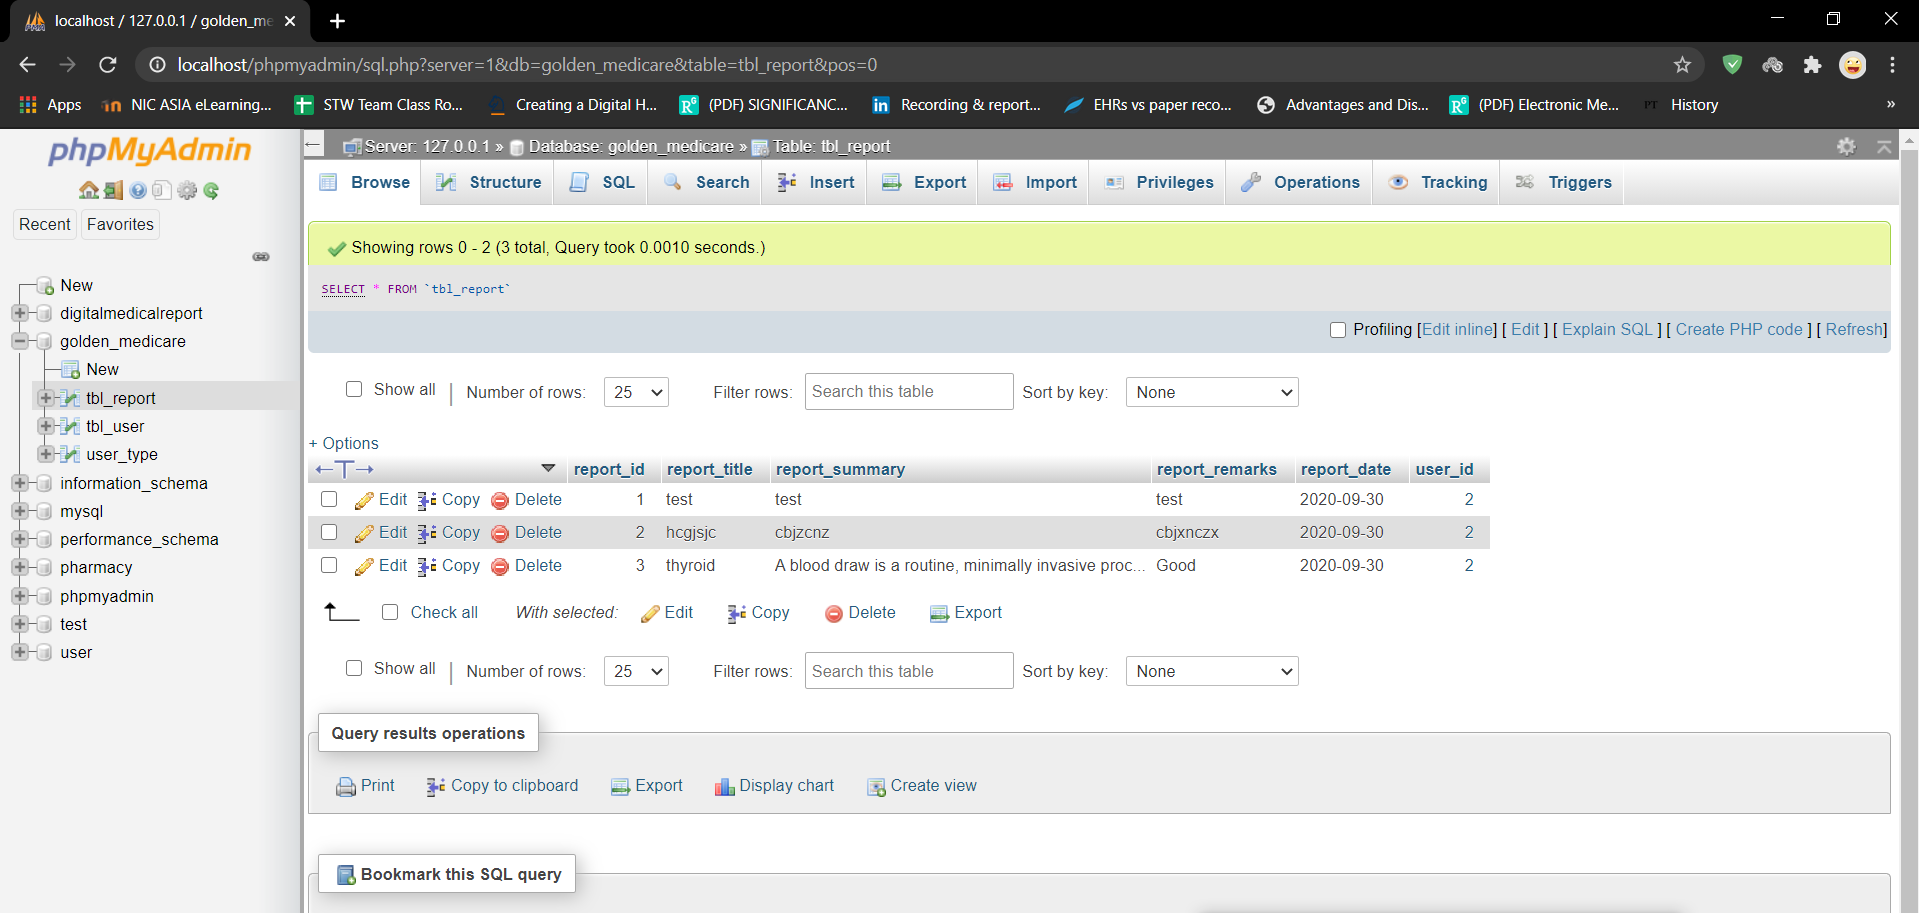 localhost / 127.0.0.1 / golden_me
localhost/phpmyadmin/sql.php?server=1&db=golden_medicare&table=tbl_report&pos=0
Apps NIC ASIA eLearning... STW Team Class Ro... Creating a Digital H... (PDF) SIGNIFICANC... Recording & report... EHRs vs paper reco... Advantages and Dis... (PDF) Electronic Me... PT History »
phpMyAdmin
Recent Favorites
New
digitalmedicalreport
golden_medicare
New
tbl_report
tbl_user
user_type
information_schema
mysql
performance_schema
pharmacy
phpmyadmin
test
user
Server: 127.0.0.1 » Database: golden_medicare » Table: tbl_report
Browse Structure SQL Search Insert Export Import Privileges Operations Tracking Triggers
Showing rows 0 - 2 (3 total, Query took 0.0010 seconds.)
SELECT * FROM `tbl_report`
Profiling [Edit inline] [ Edit ] [ Explain SQL ] [ Create PHP code ] [ Refresh]
Show all | Number of rows: 25 Filter rows: Search this table Sort by key: None
+ Options
←T→ report_id report_title report_summary report_remarks report_date user_id
Edit Copy Delete 1 test test test 2020-09-30 2
Edit Copy Delete 2 hcgjsjc cbjzcnz cbjxnczx 2020-09-30 2
Edit Copy Delete 3 thyroid A blood draw is a routine, minimally invasive proc... Good 2020-09-30 2
Check all With selected: Edit Copy Delete Export
Show all | Number of rows: 25 Filter rows: Search this table Sort by key: None
Query results operations
Print Copy to clipboard Export Display chart Create view
Bookmark this SQL query